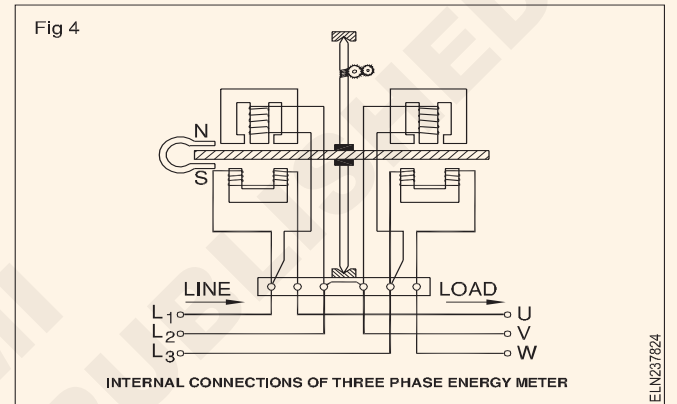 Fig 4
N
S
LINE LOAD
L1 U
L2 V
L3 W
INTERNAL CONNECTIONS OF THREE PHASE ENERGY METER
ELN237824